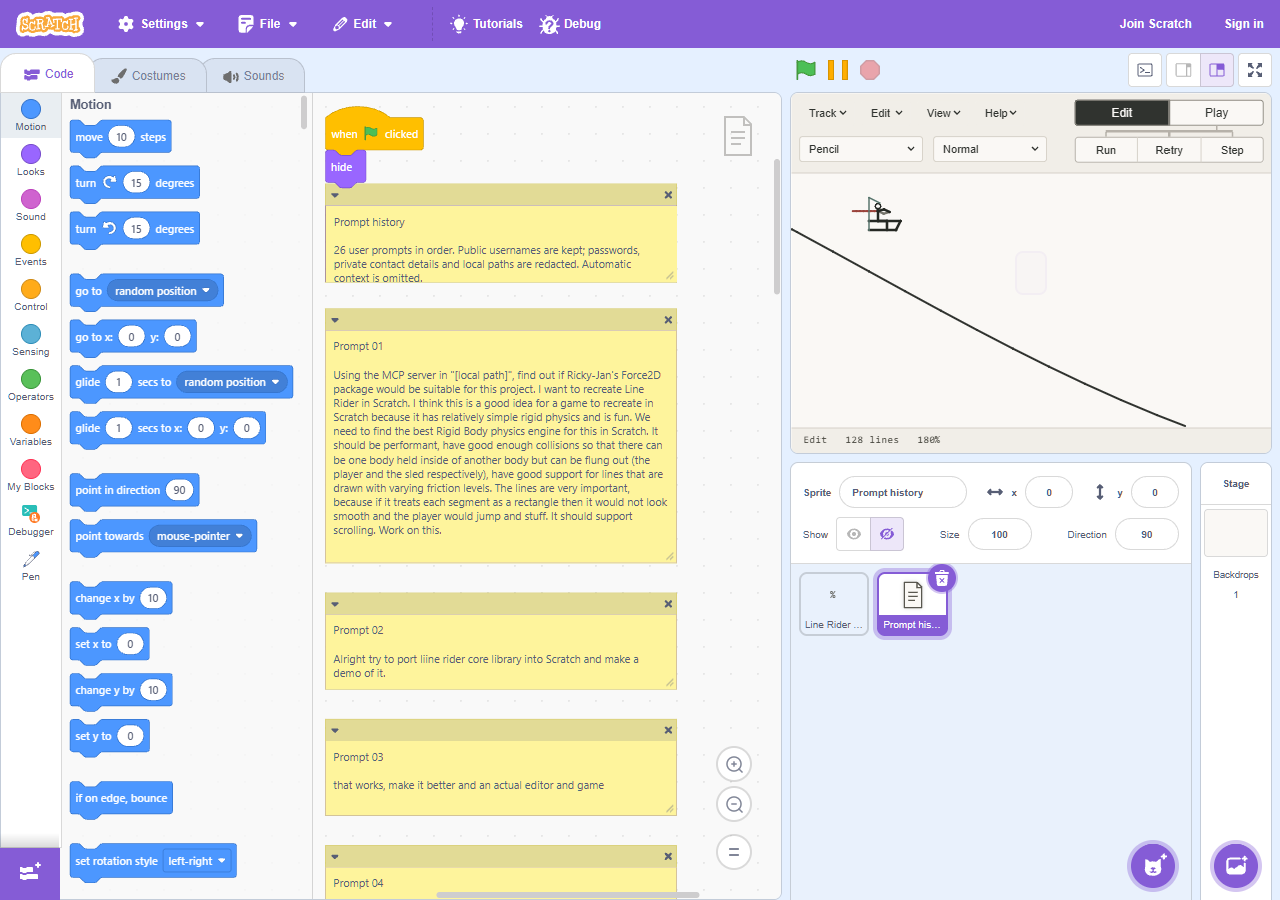 SCRATCH
Settings
File
Edit
Tutorials
Debug
Join Scratch
Sign in
Code
Costumes
Sounds
Motion
Looks
Sound
Events
Control
Sensing
Operators
Variables
My Blocks
Debugger
Pen
Motion
move 10 steps
turn 15 degrees
turn 15 degrees
go to random position
go to x: 0 y: 0
glide 1 secs to random position
glide 1 secs to x: 0 y: 0
point in direction 90
point towards mouse-pointer
change x by 10
set x to 0
change y by 10
set y to 0
if on edge, bounce
set rotation style left-right
when clicked
hide
Prompt history
26 user prompts in order. Public usernames are kept; passwords,
private contact details and local paths are redacted. Automatic
context is omitted.
Prompt 01
Using the MCP server in "[local path]", find out if Ricky-Jan's Force2D
package would be suitable for this project. I want to recreate Line
Rider in Scratch. I think this is a good idea for a game to recreate in
Scratch because it has relatively simple rigid physics and is fun. We
need to find the best Rigid Body physics engine for this in Scratch. It
should be performant, have good enough collisions so that there can
be one body held inside of another body but can be flung out (the
player and the sled respectively), have good support for lines that are
drawn with varying friction levels. The lines are very important,
because if it treats each segment as a rectangle then it would not look
smooth and the player would jump and stuff. It should support
scrolling. Work on this.
Prompt 02
Alright try to port liine rider core library into Scratch and make a
demo of it.
Prompt 03
that works, make it better and an actual editor and game
Prompt 04
Track
Edit
View
Help
Edit
Play
Pencil
Normal
Run
Retry
Step
Edit 128 lines 180%
Sprite
Prompt history
x
0
y
0
Show
Size
100
Direction
90
%
Line Rider ...
Prompt his...
Stage
Backdrops
1